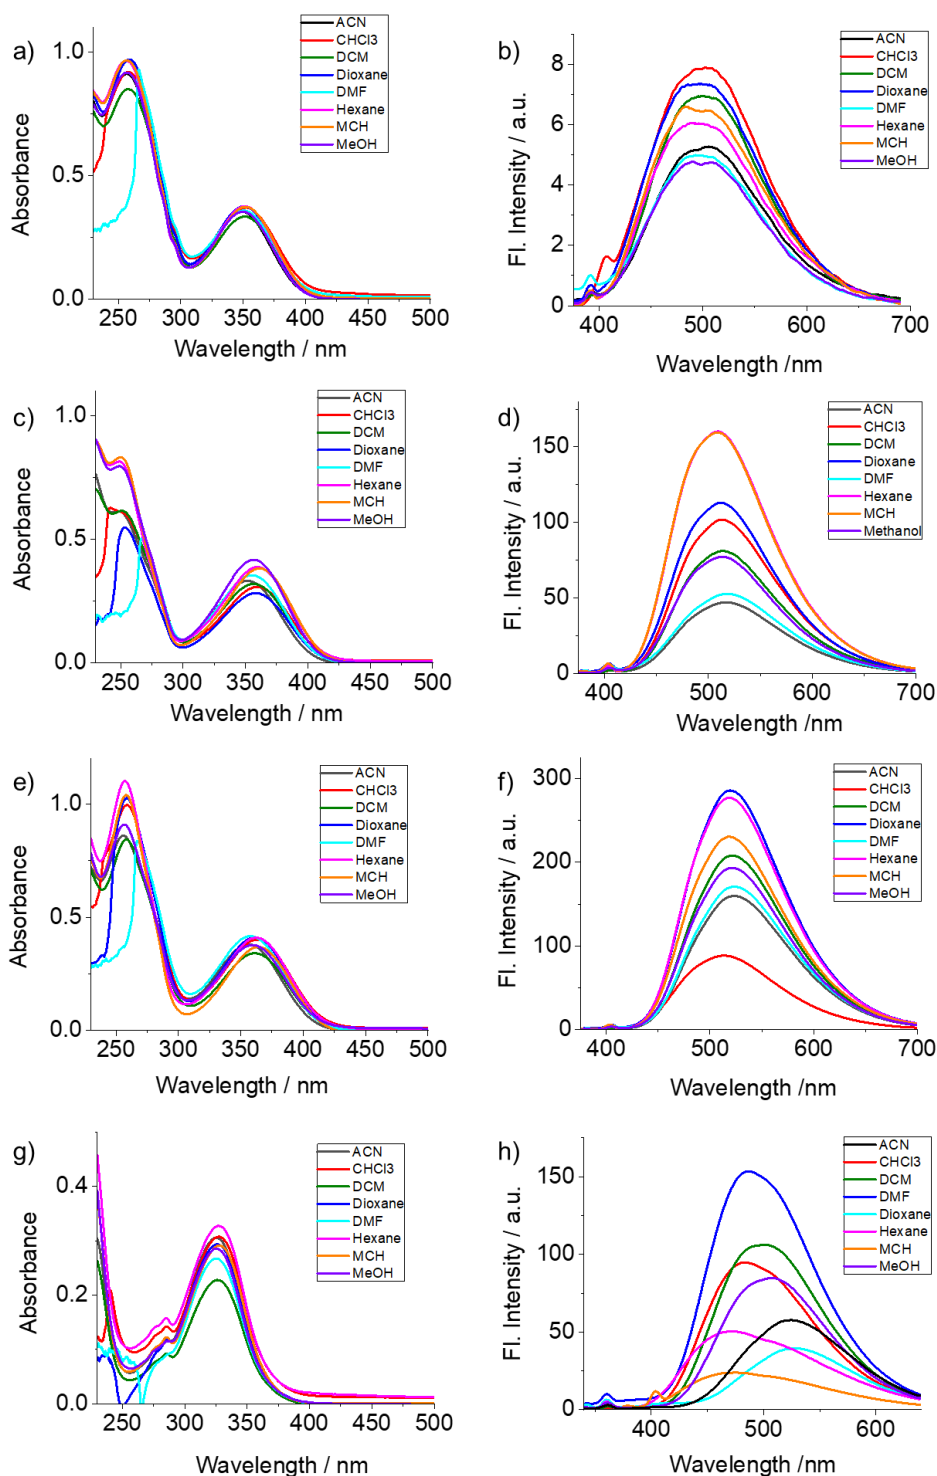 a)
ACN
CHCl3
DCM
Dioxane
DMF
Hexane
MCH
MeOH
1.0
0.5
0.0
Absorbance
250 300 350 400 450 500
Wavelength / nm
b)
ACN
CHCl3
DCM
Dioxane
DMF
Hexane
MCH
MeOH
8
6
4
2
0
Fl. Intensity / a.u.
400 500 600 700
Wavelength /nm
c)
ACN
CHCl3
DCM
Dioxane
DMF
Hexane
MCH
MeOH
1.0
0.5
0.0
Absorbance
250 300 350 400 450 500
Wavelength / nm
d)
ACN
CHCl3
DCM
Dioxane
DMF
Hexane
MCH
Methanol
150
100
50
0
Fl. Intensity / a.u.
400 500 600 700
Wavelength /nm
e)
ACN
CHCl3
DCM
Dioxane
DMF
Hexane
MCH
MeOH
1.0
0.5
0.0
Absorbance
250 300 350 400 450 500
Wavelength / nm
f)
ACN
CHCl3
DCM
Dioxane
DMF
Hexane
MCH
MeOH
300
200
100
0
Fl. Intensity / a.u.
400 500 600 700
Wavelength /nm
g)
ACN
CHCl3
DCM
Dioxane
DMF
Hexane
MCH
MeOH
0.4
0.2
0.0
Absorbance
250 300 350 400 450 500
Wavelength / nm
h)
ACN
CHCl3
DCM
DMF
Dioxane
Hexane
MCH
MeOH
150
100
50
0
Fl. Intensity / a.u.
400 500 600
Wavelength /nm